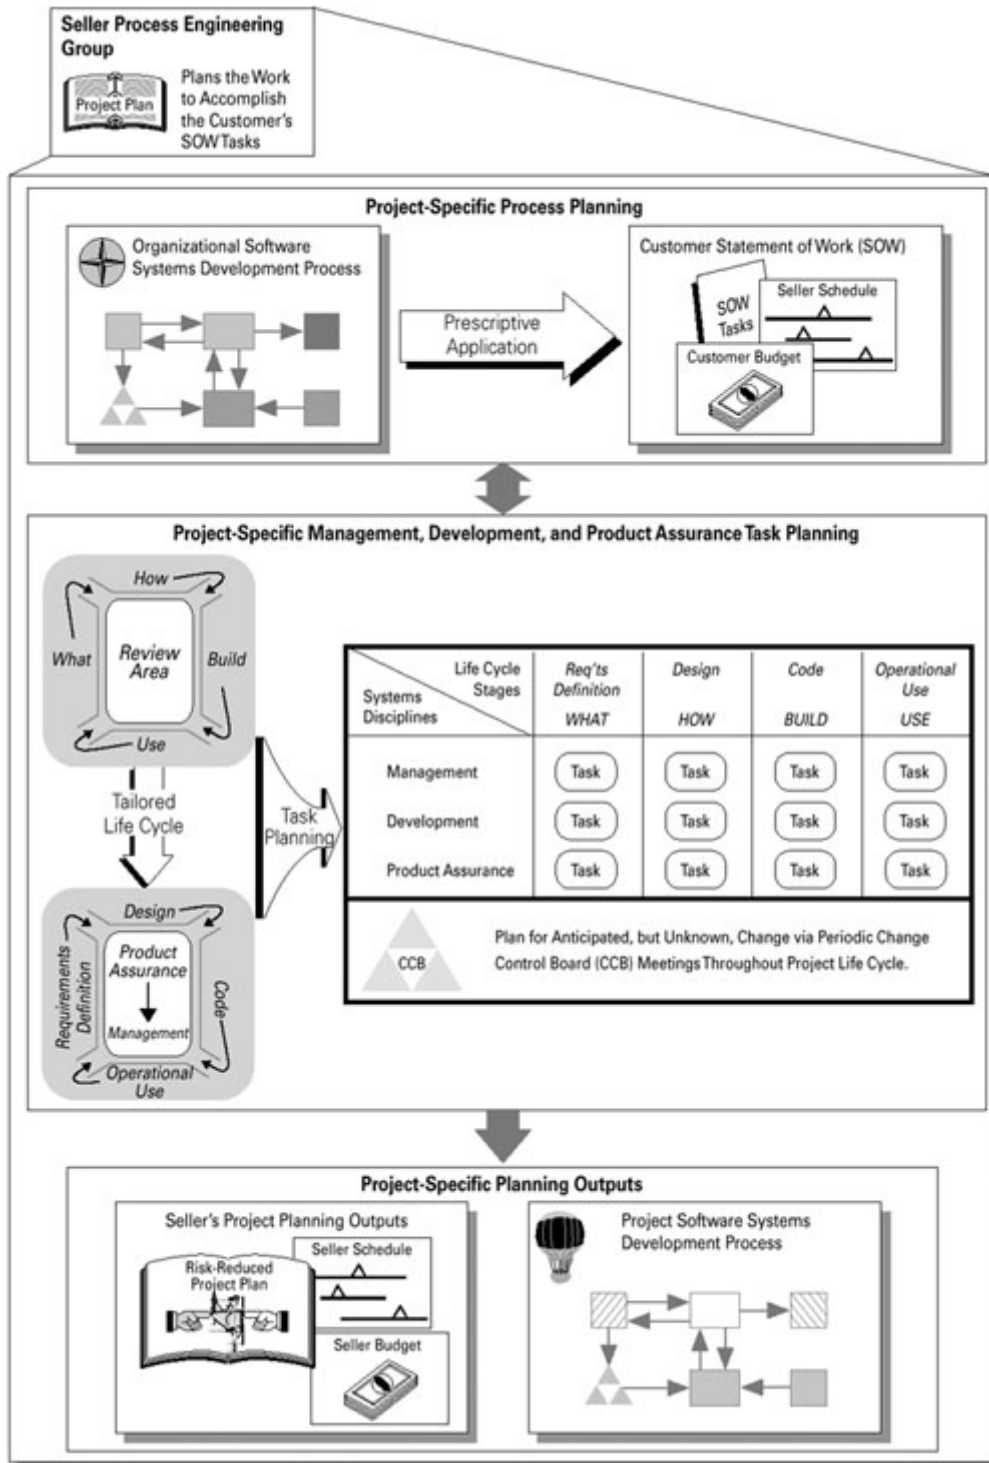 Seller Process Engineering
Group
Project Plan
Plans the Work
to Accomplish
the Customer's
SOW Tasks
Project-Specific Process Planning
Organizational Software
Systems Development Process
Prescriptive
Application
Customer Statement of Work (SOW)
SOW
Tasks
Seller Schedule
Customer Budget
Project-Specific Management, Development, and Product Assurance Task Planning
How
What
Review
Area
Build
Use
Tailored
Life Cycle
Task
Planning
Design
Requirements
Definition
Product
Assurance
Management
Code
Operational
Use
Life Cycle
Stages
Systems
Disciplines
Req'ts
Definition
WHAT
Design
HOW
Code
BUILD
Operational
Use
USE
Management
Task
Task
Task
Task
Development
Task
Task
Task
Task
Product Assurance
Task
Task
Task
Task
CCB
Plan for Anticipated, but Unknown, Change via Periodic Change
Control Board (CCB) Meetings Throughout Project Life Cycle.
Project-Specific Planning Outputs
Seller's Project Planning Outputs
Risk-Reduced
Project Plan
Seller Schedule
Seller Budget
Project Software Systems
Development Process